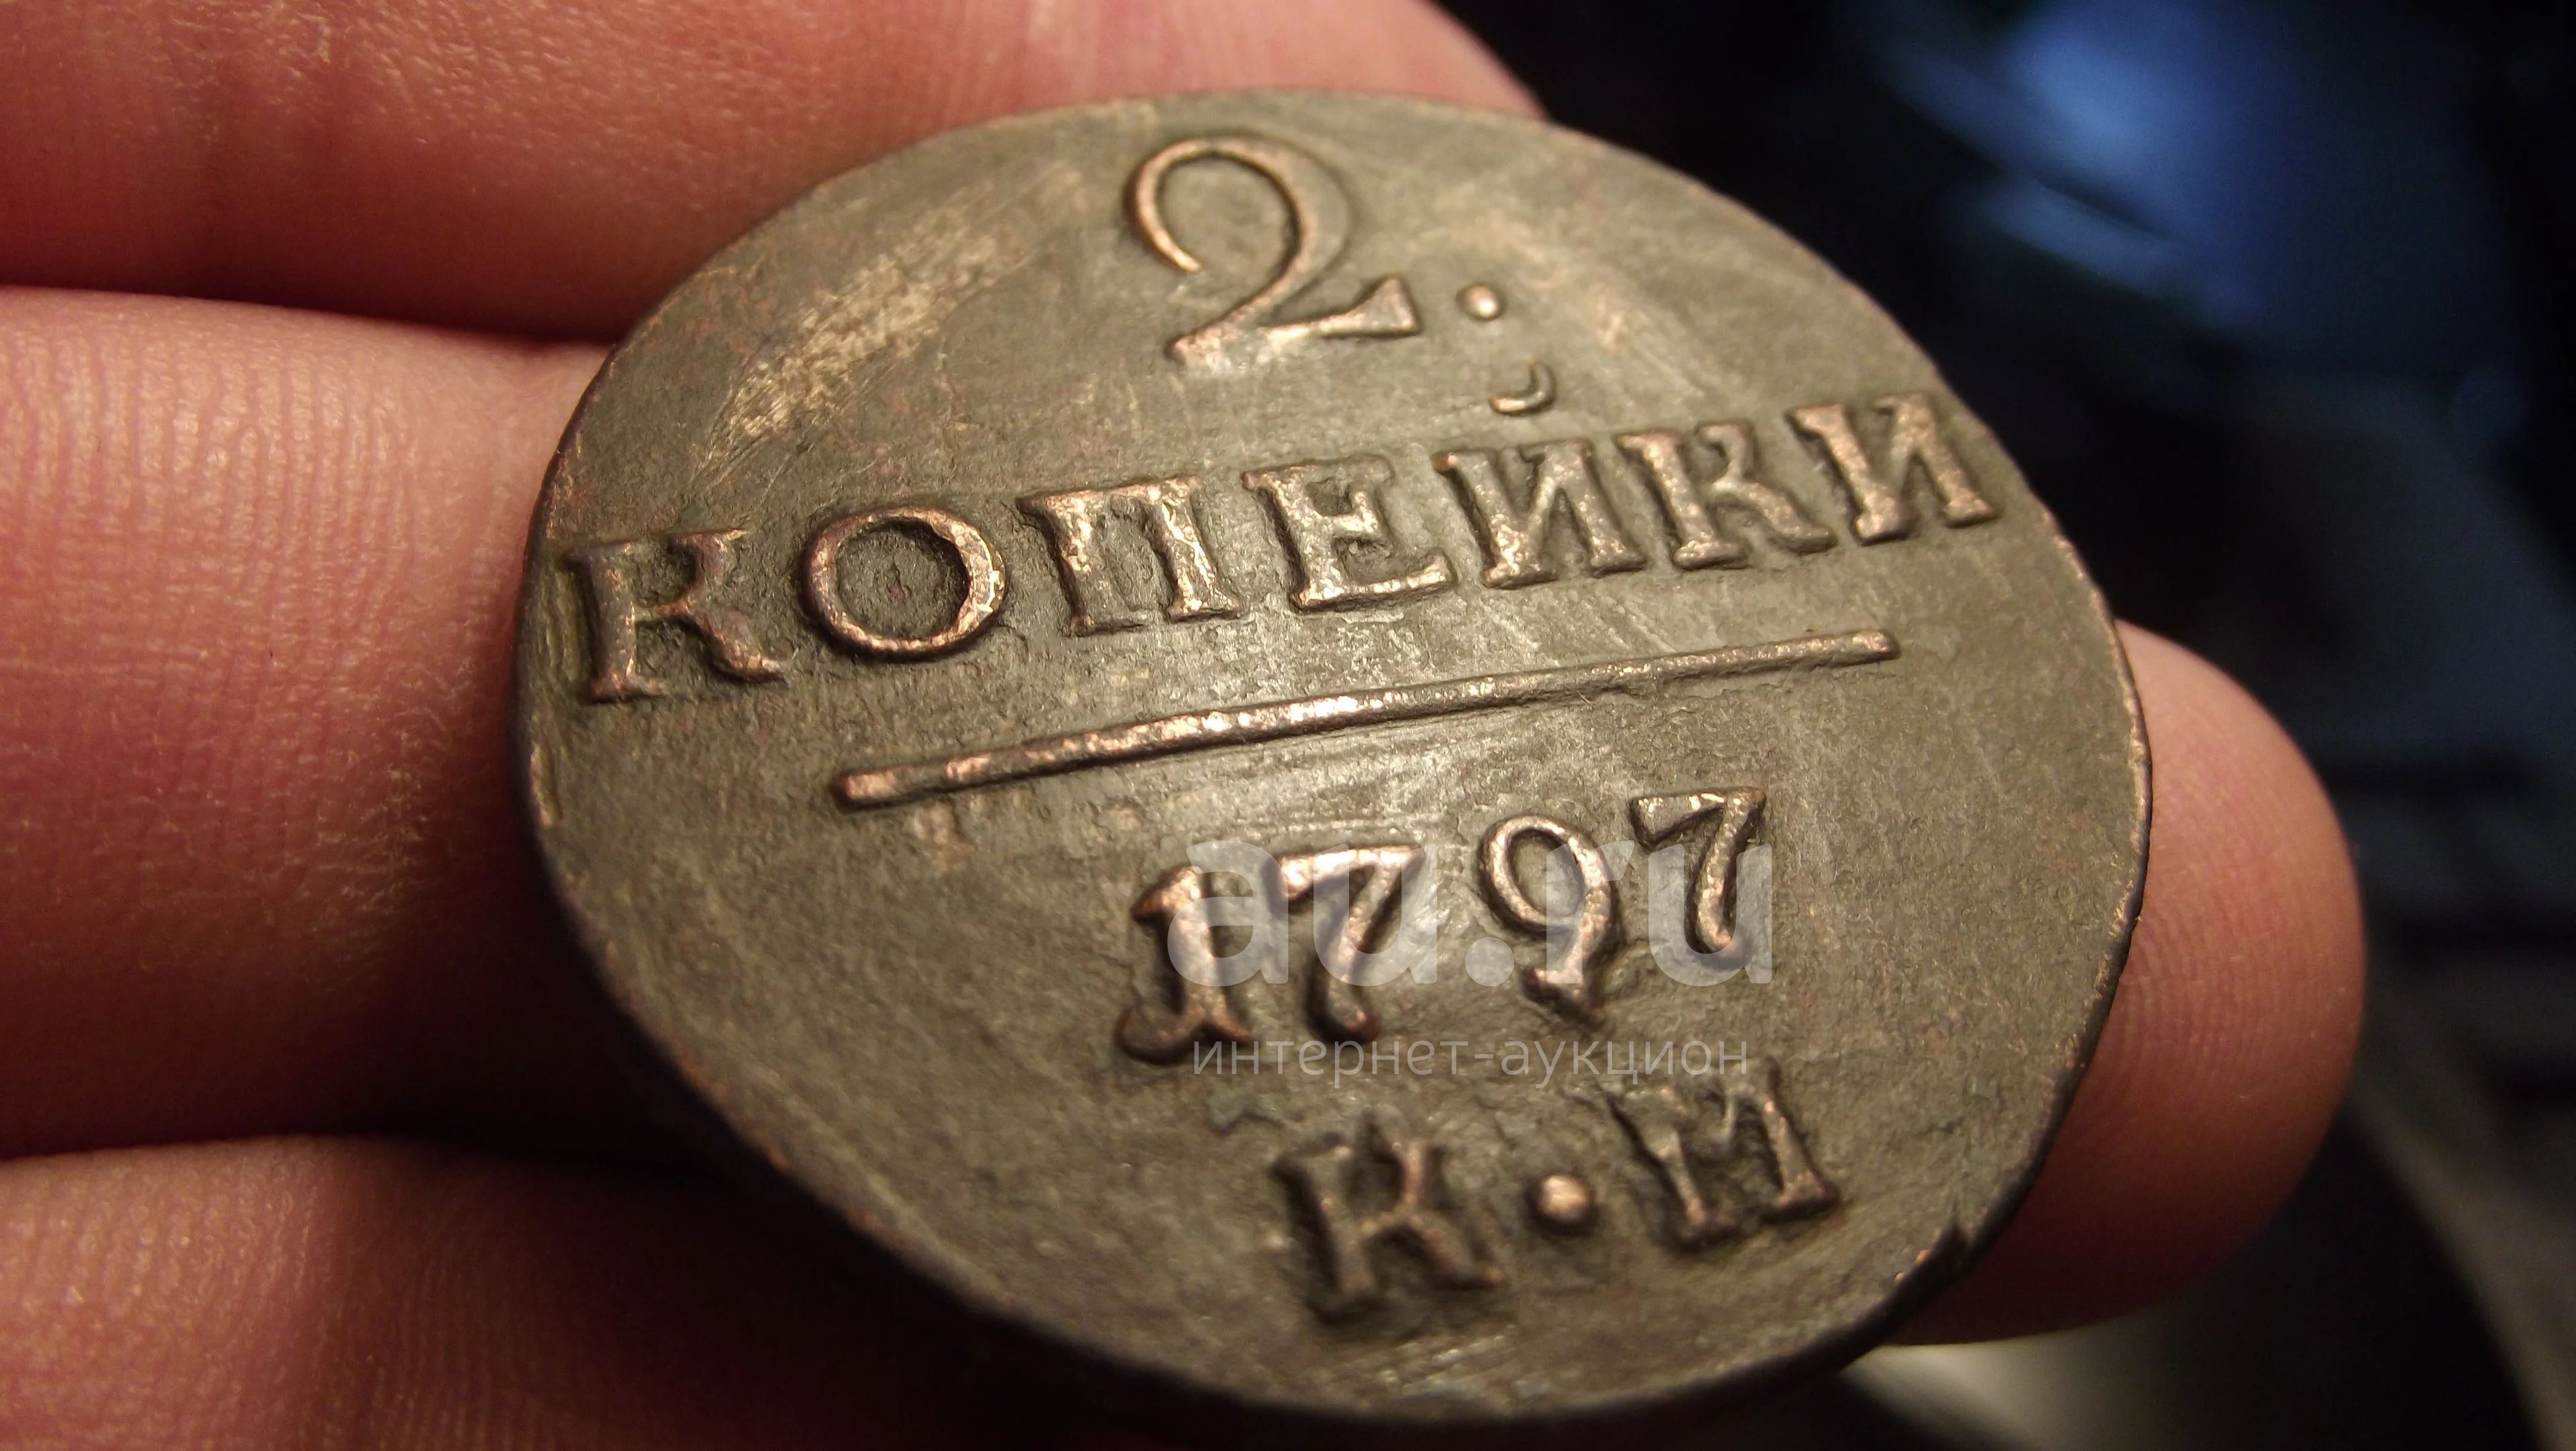 2.
КОПЕЙКИ
1797
au.ru
интернет-аукцион
К·М